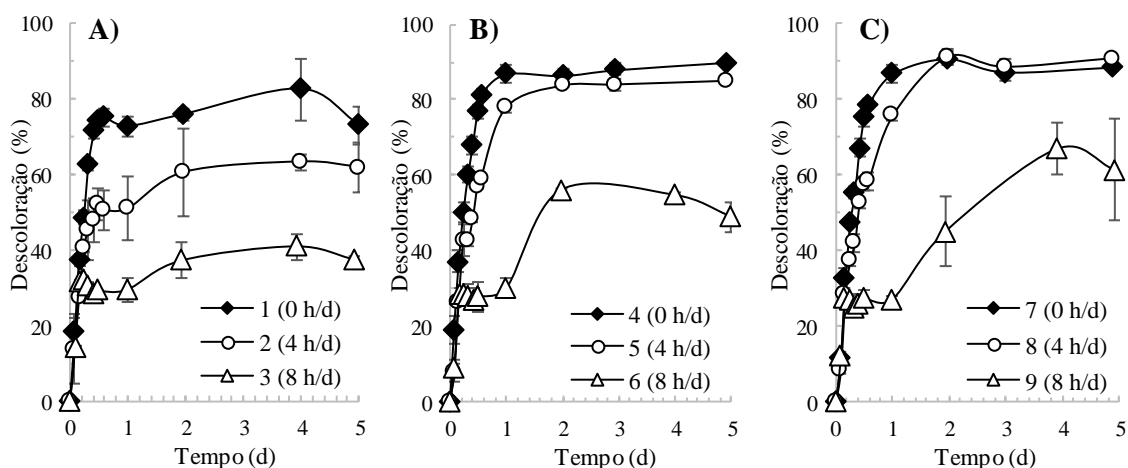 A)
Descoloração (%)
100
80
60
40
20
0
1 (0 h/d)
2 (4 h/d)
3 (8 h/d)
0 1 2 3 4 5
Tempo (d)
B)
Descoloração (%)
100
80
60
40
20
0
4 (0 h/d)
5 (4 h/d)
6 (8 h/d)
0 1 2 3 4 5
Tempo (d)
C)
Descoloração (%)
100
80
60
40
20
0
7 (0 h/d)
8 (4 h/d)
9 (8 h/d)
0 1 2 3 4 5
Tempo (d)